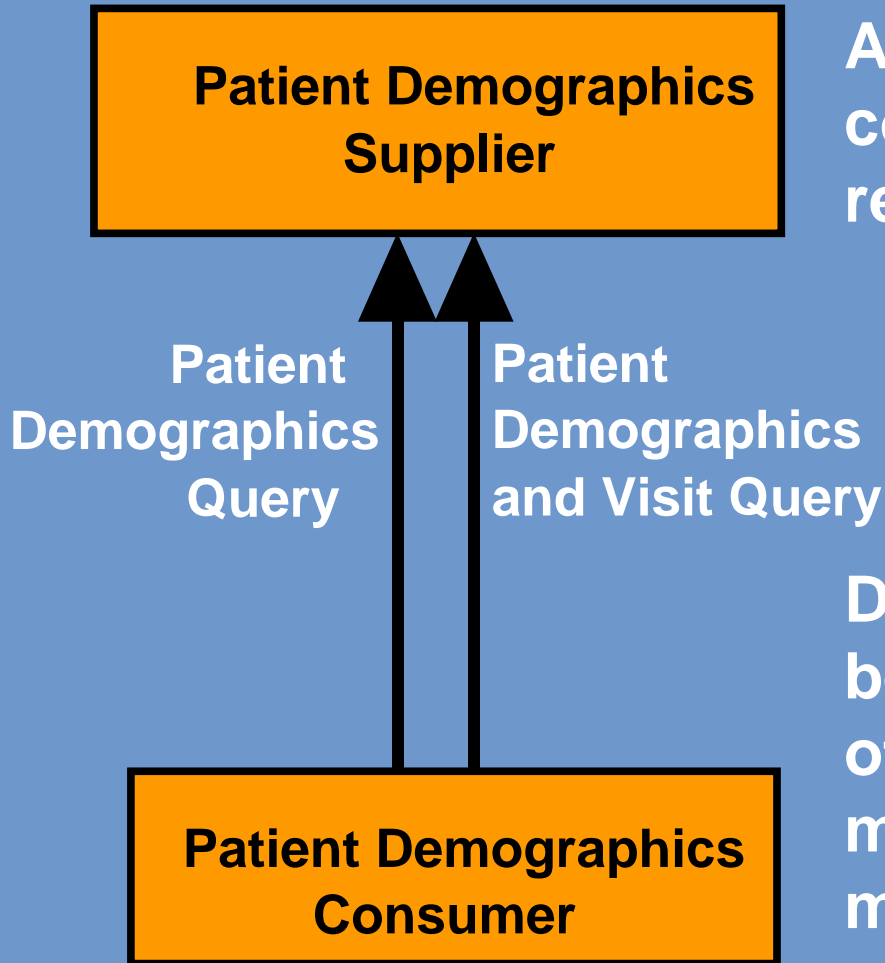 Patient Demographics
Supplier
Patient
Demographics
Query
Patient
Demographics
and Visit Query
Patient Demographics
Consumer